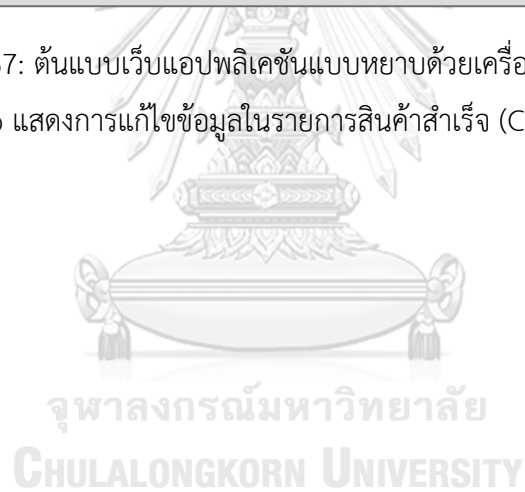 7: ต้นแบบเว็บแอปพลิเคชันแบบหยาบด้วยเครื่อ
แสดงการแก้ไขข้อมูลในรายการสินค้าสำเร็จ (C
จุฬาลงกรณ์มหาวิทยาลัย
CHULALONGKORN UNIVERSITY